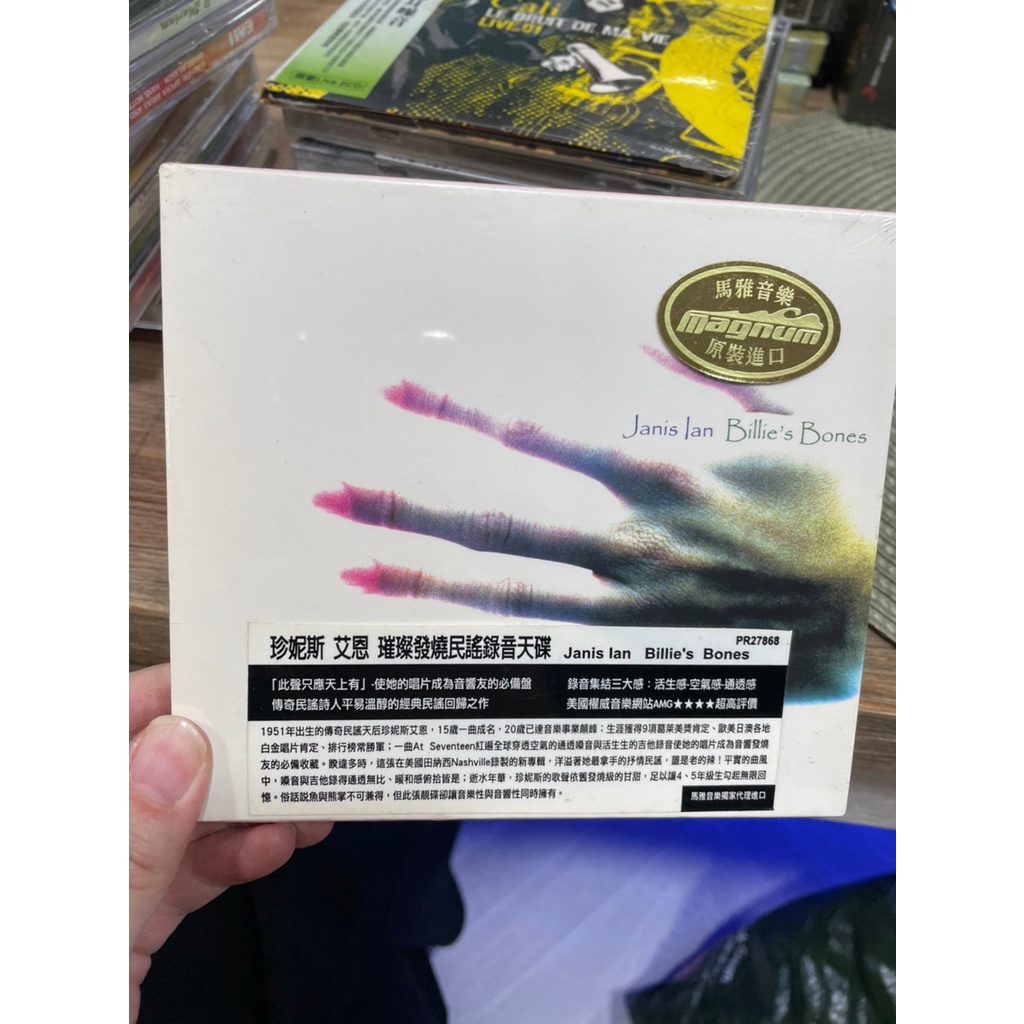 Cali
LE BRUIT DE MA VIE
LIVE.01
EMI
馬雅音樂
magnum
原裝進口
Janis Ian Billie's Bones
珍妮斯 艾恩 璀璨發燒民謠錄音天碟 Janis Ian Billie's Bones
PR27868
「此聲只應天上有」-使她的唱片成為音響友的必備盤
傳奇民謠詩人平易溫醇的經典民謠回歸之作
錄音集結三大感：活生感-空氣感-通透感
美國權威音樂網站AMG★★★★超高評價
1951年出生的傳奇民謠天后珍妮斯艾恩，15歲一曲成名，20歲已達音樂事業顛峰；生涯獲得9項葛萊美獎肯定、歐美日澳各地
白金唱片肯定、排行榜常勝軍；一曲At Seventeen紅遍全球穿透空氣的通透嗓音與活生生的吉他錄音使她的唱片成為音響發燒
友的必備收藏。睽違多時，這張在美國田納西Nashville錄製的新專輯，洋溢著她最拿手的抒情民謠，薑是老的辣！平實的曲風
中，嗓音與吉他錄得通透無比、暖和感俯拾皆是；逝水年華，珍妮斯的歌聲依舊發燒級的甘甜，足以讓4、5年級生勾起無限回
憶。俗話說魚與熊掌不可兼得，但此張靚碟卻讓音樂性與音響性同時擁有。
馬雅音樂獨家代理進口